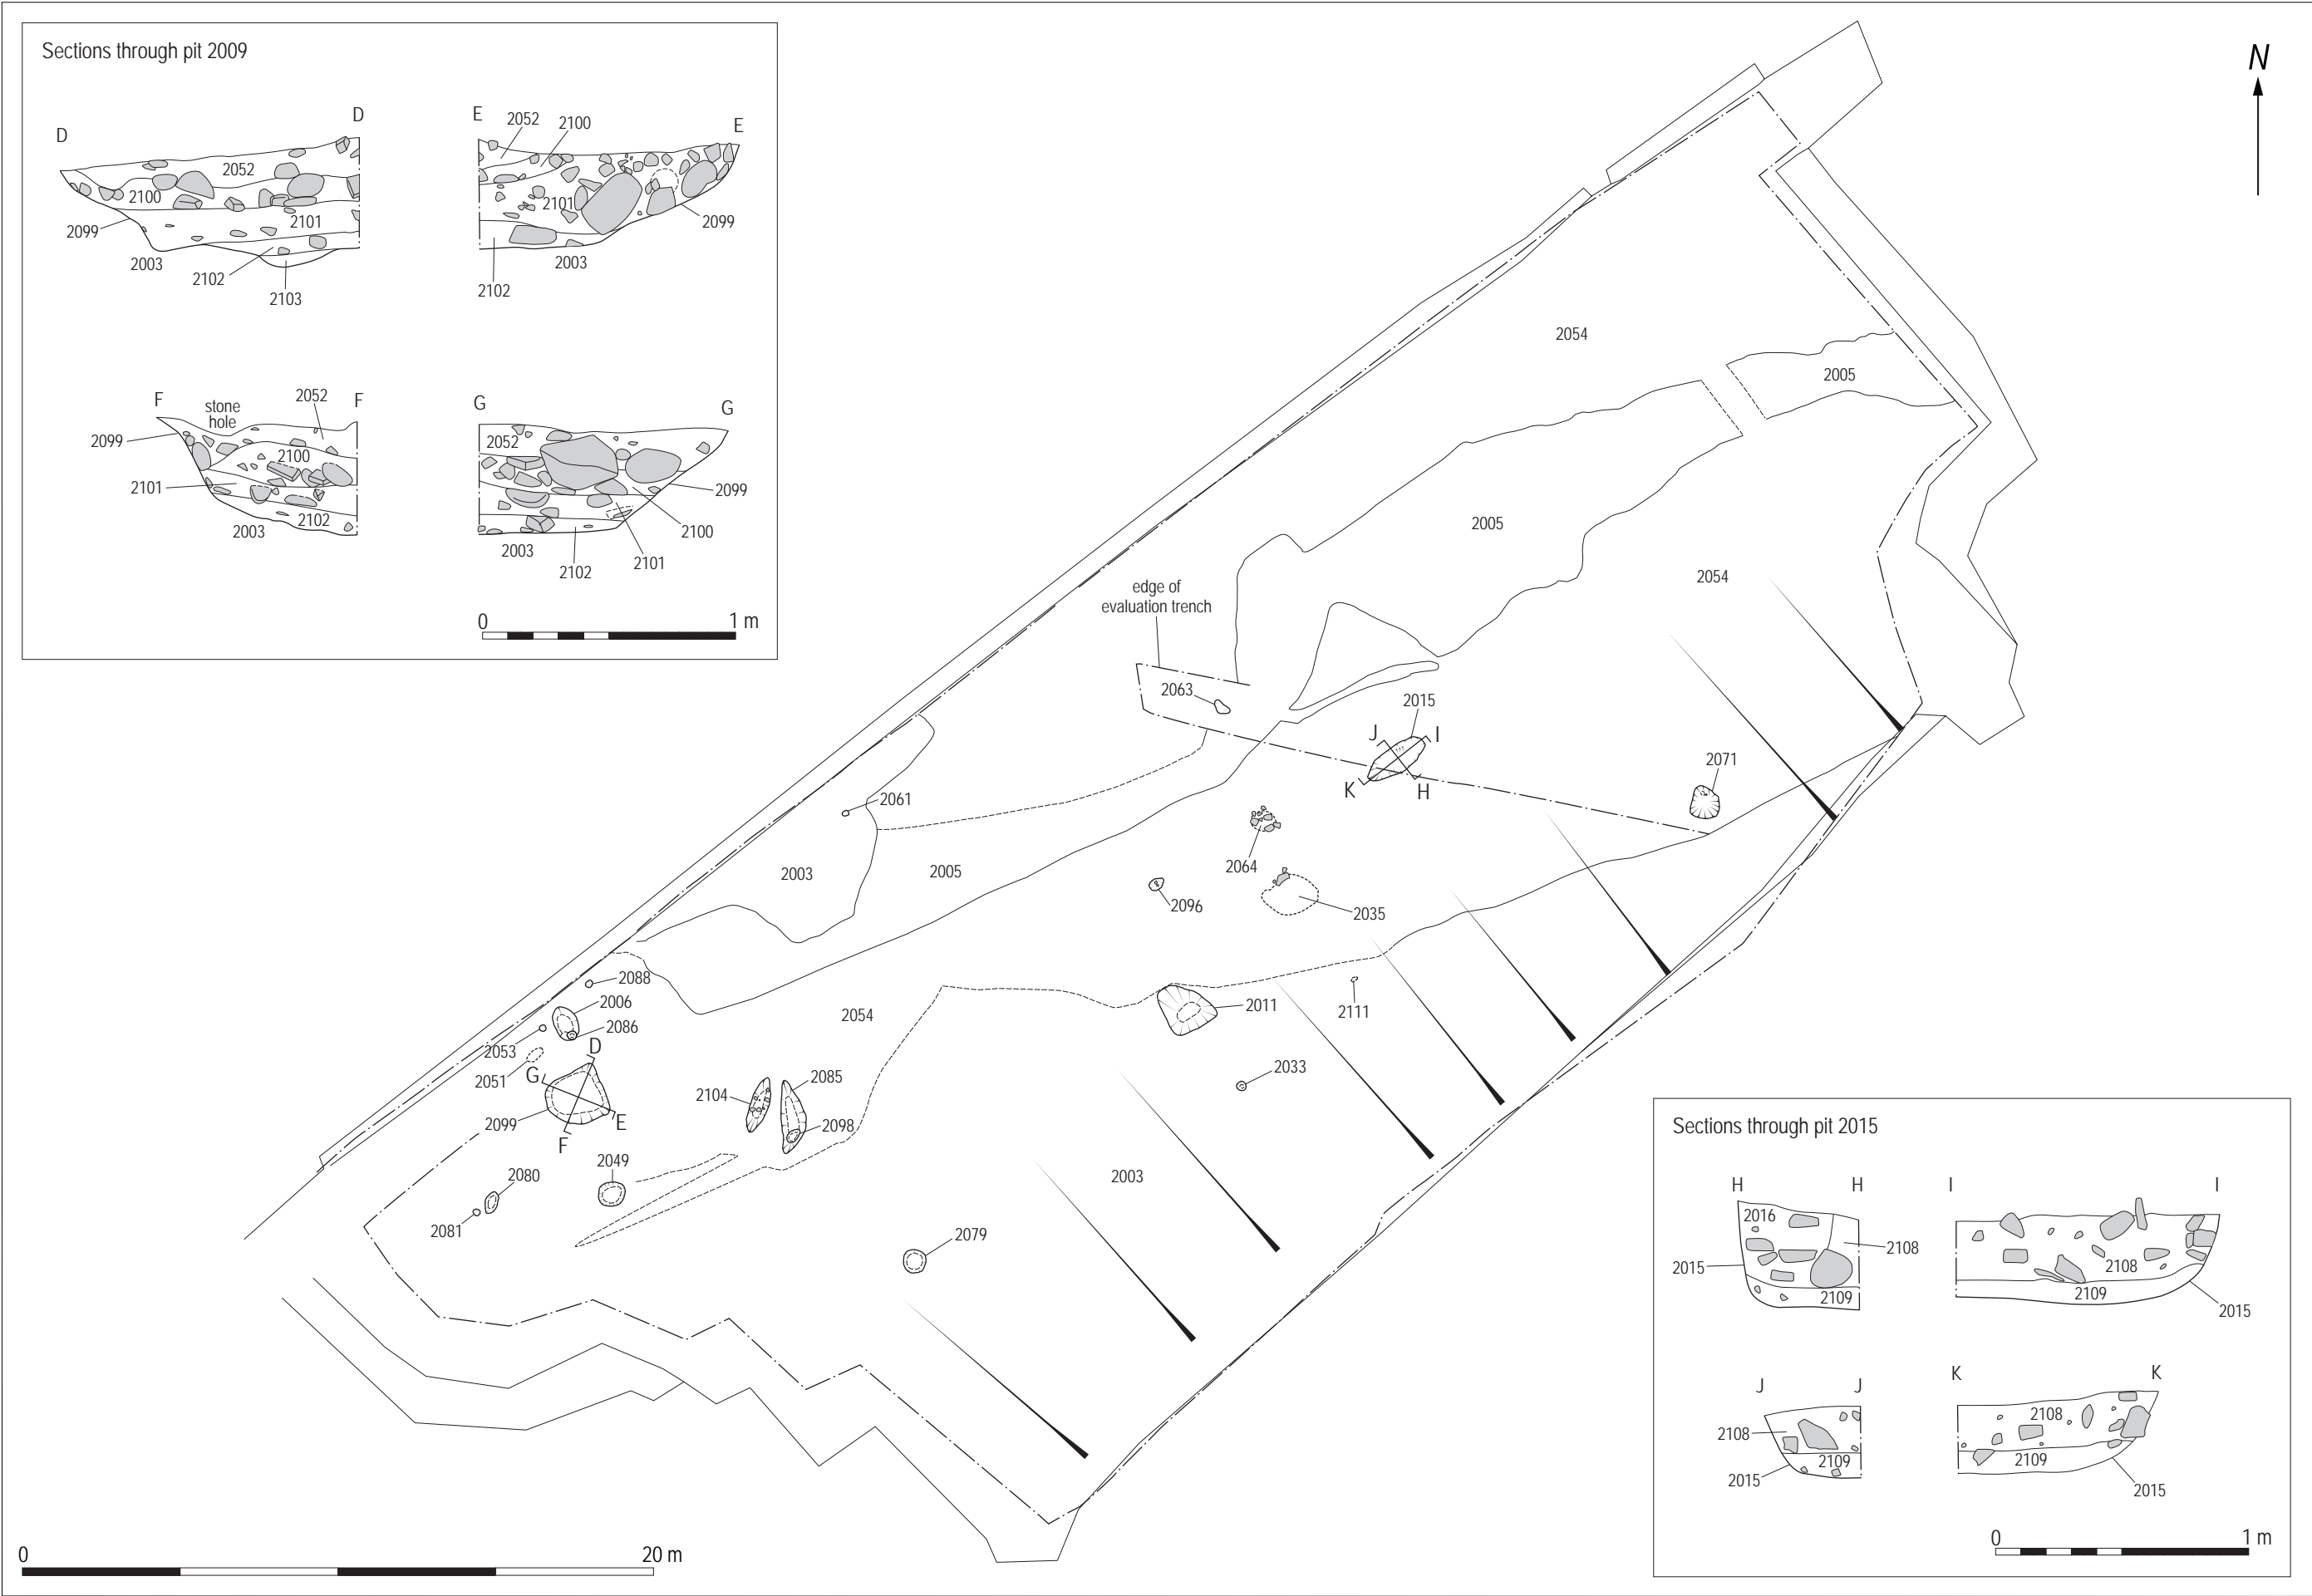 Sections through pit 2009
D
D
2052
2100
2101
2099
2003
2102
2103
E
2052
2100
E
2101
2099
2003
2102
F
stone
hole
2052
F
2099
2100
2101
2102
2003
G
G
2052
2099
2100
2003
2101
2102
0
1 m
N
2054
2005
2005
2054
edge of
evaluation trench
2063
2015
J
I
K
H
2071
2061
2003
2005
2064
2096
2035
2088
2006
2086
2053
2051
D
G
2099
E
F
2054
2104
2085
2098
2011
2111
2033
2049
2080
2081
2079
2003
Sections through pit 2015
H
H
2016
2108
2015
2109
I
I
2108
2109
2015
J
J
2108
2109
2015
K
K
2108
2109
2015
0
1 m
0
20 m